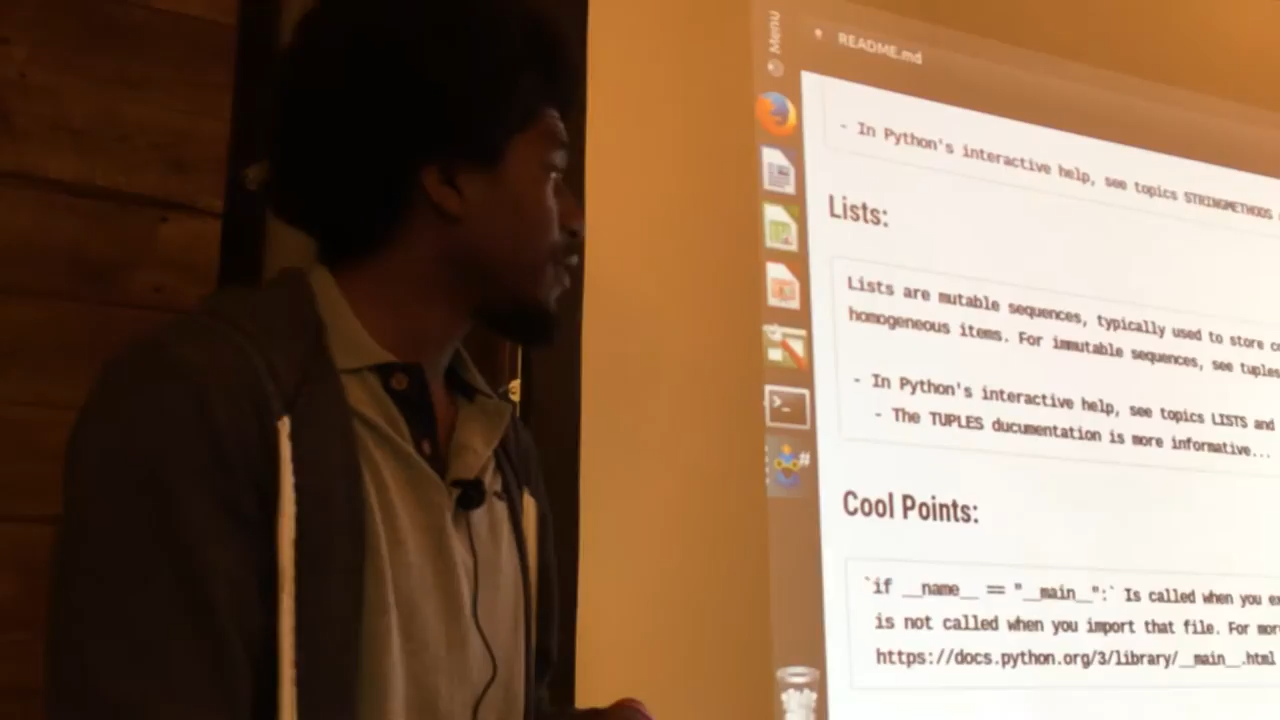 Menu
README.md
- In Python's interactive help, see topics STRINGMETHODS
Lists:
Lists are mutable sequences, typically used to store
homogeneous items. For immutable sequences, see tuples
- In Python's interactive help, see topics LISTS and
- The TUPLES ducumentation is more informative...
Cool Points:
`if __name__ == "__main__":` Is called when you
is not called when you import that file. For
https://docs.python.org/3/library/__main__.html